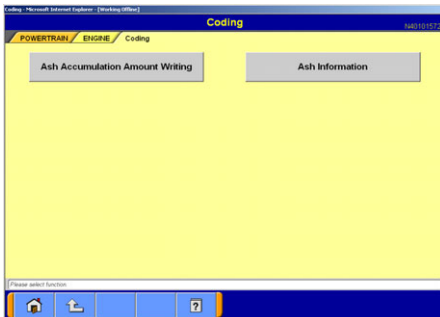 Coding - Microsoft Internet Explorer - [Working Offline]
Coding
N40101572
POWERTRAIN ENGINE Coding
Ash Accumulation Amount Writing
Ash Information
Please select function
?